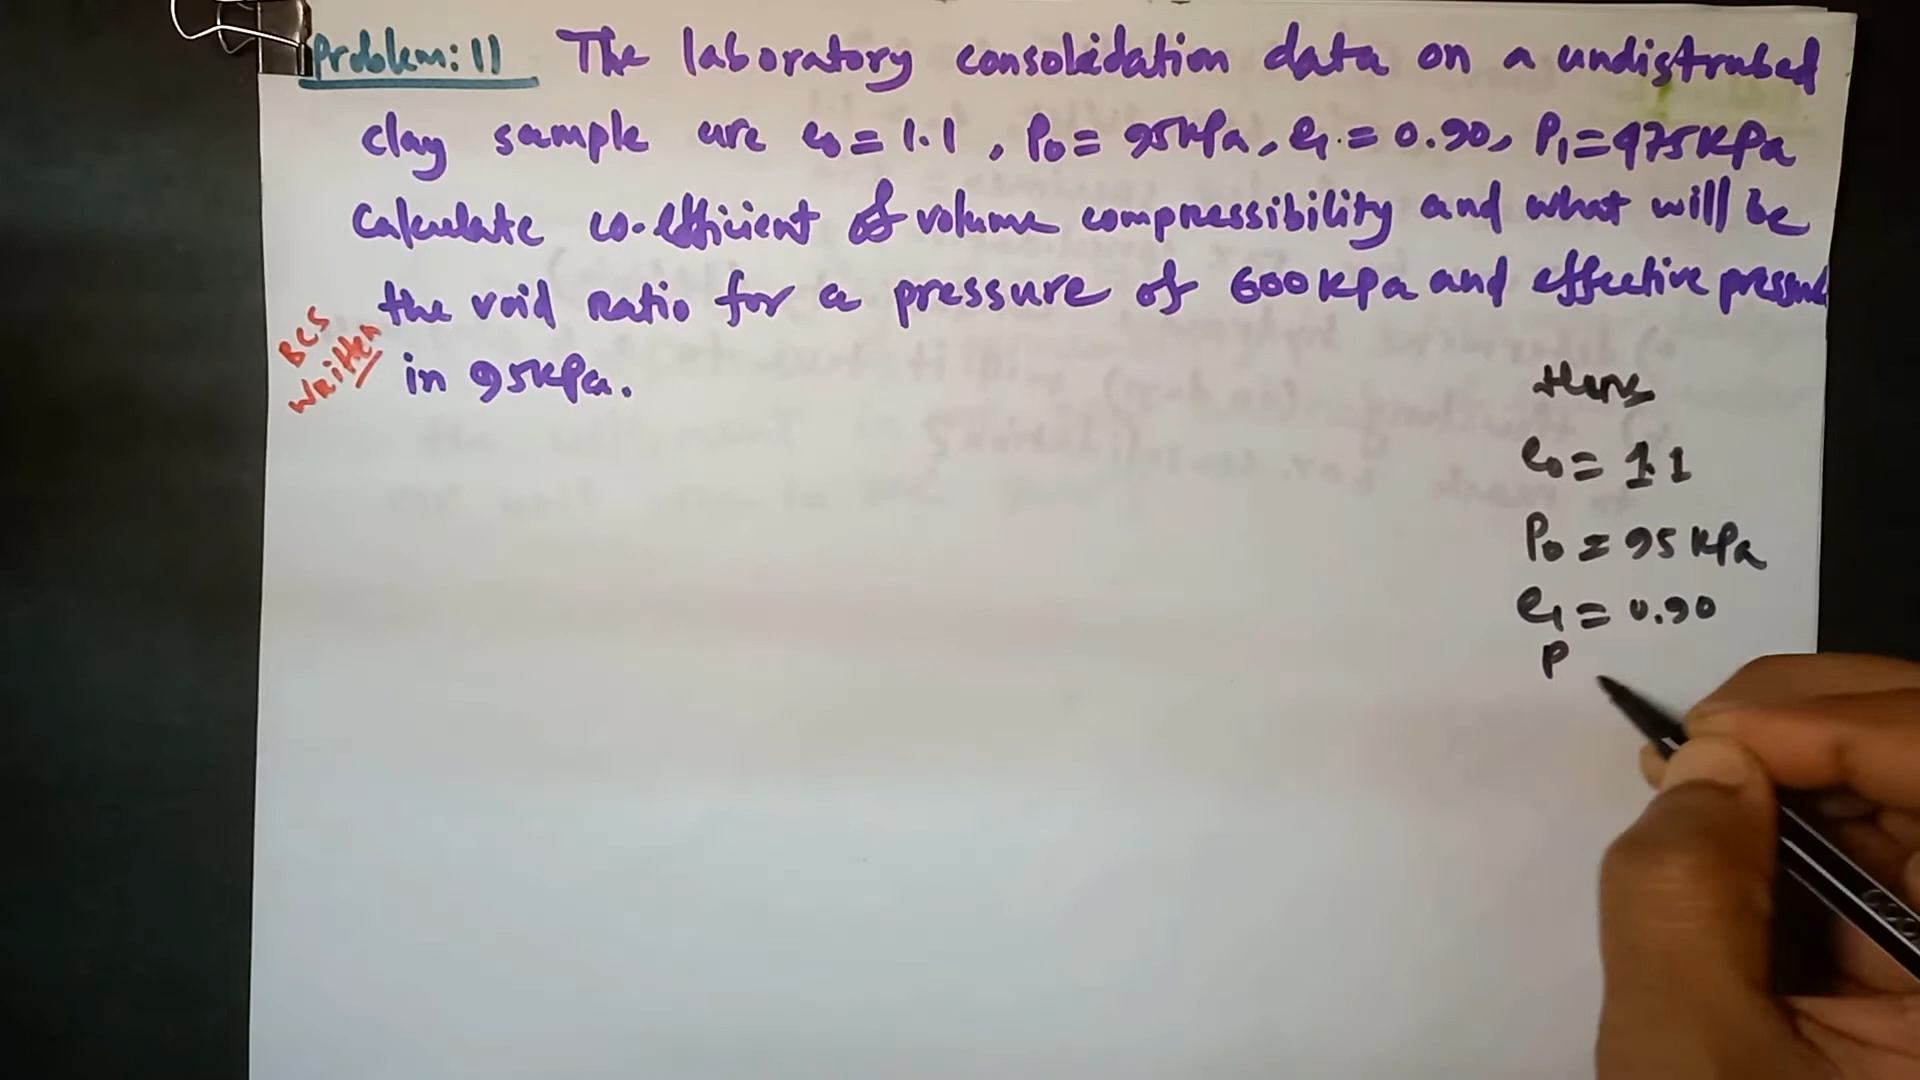 Problem: 11 The laboratory consolidation data on a undistrubed
clay sample are e₀ = 1.1, P₀ = 95kPa, e₁ = 0.90, P₁ = 475kPa
Calculate co-efficient of volume compressibility and what will be
the void ratio for a pressure of 600kPa and effective pressure
in 95kPa.
BCS
Written
Here
e₀ = 1.1
P₀ = 95 kPa
e₁ = 0.90
P